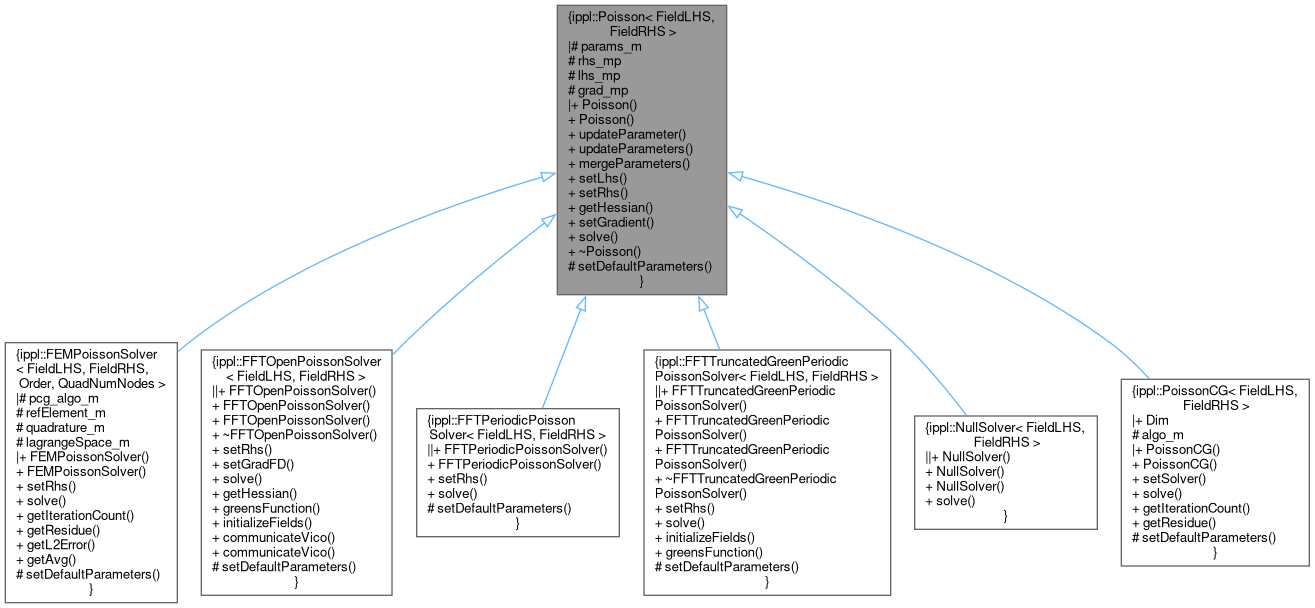 {ippl::Poisson< FieldLHS,
FieldRHS >
|# params_m
# rhs_mp
# lhs_mp
# grad_mp
|+ Poisson()
+ Poisson()
+ updateParameter()
+ updateParameters()
+ mergeParameters()
+ setLhs()
+ setRhs()
+ getHessian()
+ setGradient()
+ solve()
+ ~Poisson()
# setDefaultParameters()
}
{ippl::FEMPoissonSolver
< FieldLHS, FieldRHS,
Order, QuadNumNodes >
|# pcg_algo_m
# refElement_m
# quadrature_m
# lagrangeSpace_m
|+ FEMPoissonSolver()
+ FEMPoissonSolver()
+ setRhs()
+ solve()
+ getIterationCount()
+ getResidue()
+ getL2Error()
+ getAvg()
# setDefaultParameters()
}
{ippl::FFTOpenPoissonSolver
< FieldLHS, FieldRHS >
||+ FFTOpenPoissonSolver()
+ FFTOpenPoissonSolver()
+ FFTOpenPoissonSolver()
+ ~FFTOpenPoissonSolver()
+ setRhs()
+ setGradFD()
+ solve()
+ getHessian()
+ greensFunction()
+ initializeFields()
+ communicateVico()
+ communicateVico()
# setDefaultParameters()
}
{ippl::FFTPeriodicPoisson
Solver< FieldLHS, FieldRHS >
||+ FFTPeriodicPoissonSolver()
+ FFTPeriodicPoissonSolver()
+ setRhs()
+ solve()
# setDefaultParameters()
}
{ippl::FFTTruncatedGreenPeriodic
PoissonSolver< FieldLHS, FieldRHS >
||+ FFTTruncatedGreenPeriodic
PoissonSolver()
+ FFTTruncatedGreenPeriodic
PoissonSolver()
+ FFTTruncatedGreenPeriodic
PoissonSolver()
+ ~FFTTruncatedGreenPeriodic
PoissonSolver()
+ setRhs()
+ solve()
+ initializeFields()
+ greensFunction()
# setDefaultParameters()
}
{ippl::NullSolver< FieldLHS,
FieldRHS >
||+ NullSolver()
+ NullSolver()
+ NullSolver()
+ solve()
}
{ippl::PoissonCG< FieldLHS,
FieldRHS >
|+ Dim
# algo_m
|+ PoissonCG()
+ PoissonCG()
+ setSolver()
+ solve()
+ getIterationCount()
+ getResidue()
# setDefaultParameters()
}